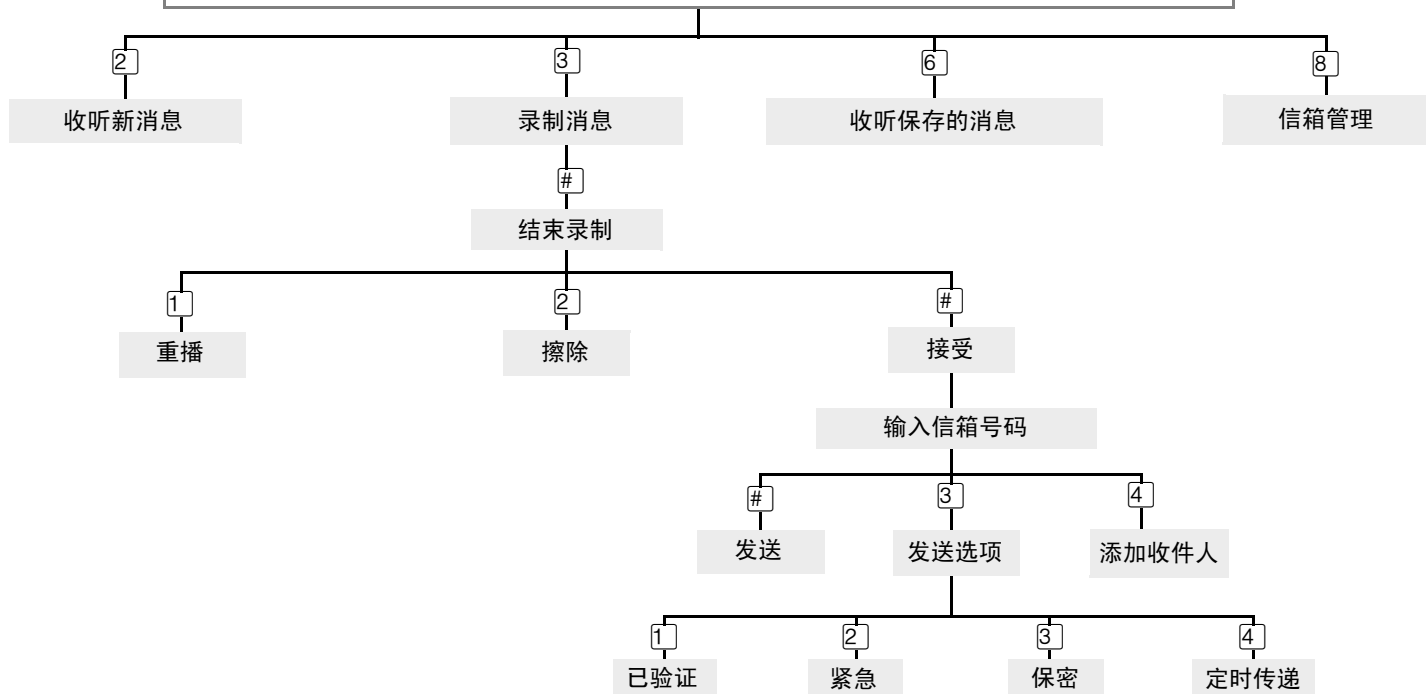 2 3 6 8
收听新消息 录制消息 收听保存的消息 信箱管理
#
结束录制
1 2 #
重播 擦除 接受
输入信箱号码
# 3 4
发送 发送选项 添加收件人
1 2 3 4
已验证 紧急 保密 定时传递